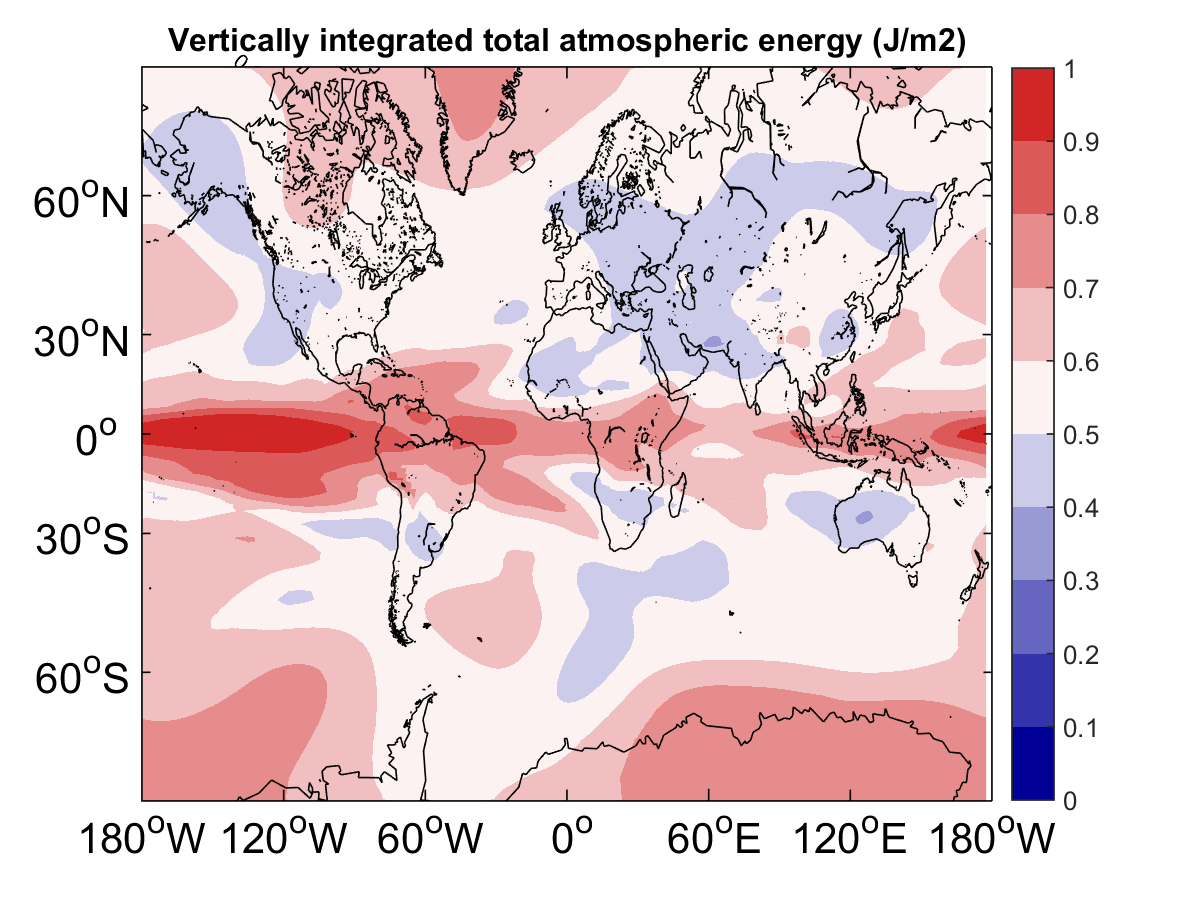 Vertically integrated total atmospheric energy (J/m2)
60°N
30°N
0°
30°S
60°S
180°W 120°W 60°W 0° 60°E 120°E 180°W
1
0.9
0.8
0.7
0.6
0.5
0.4
0.3
0.2
0.1
0